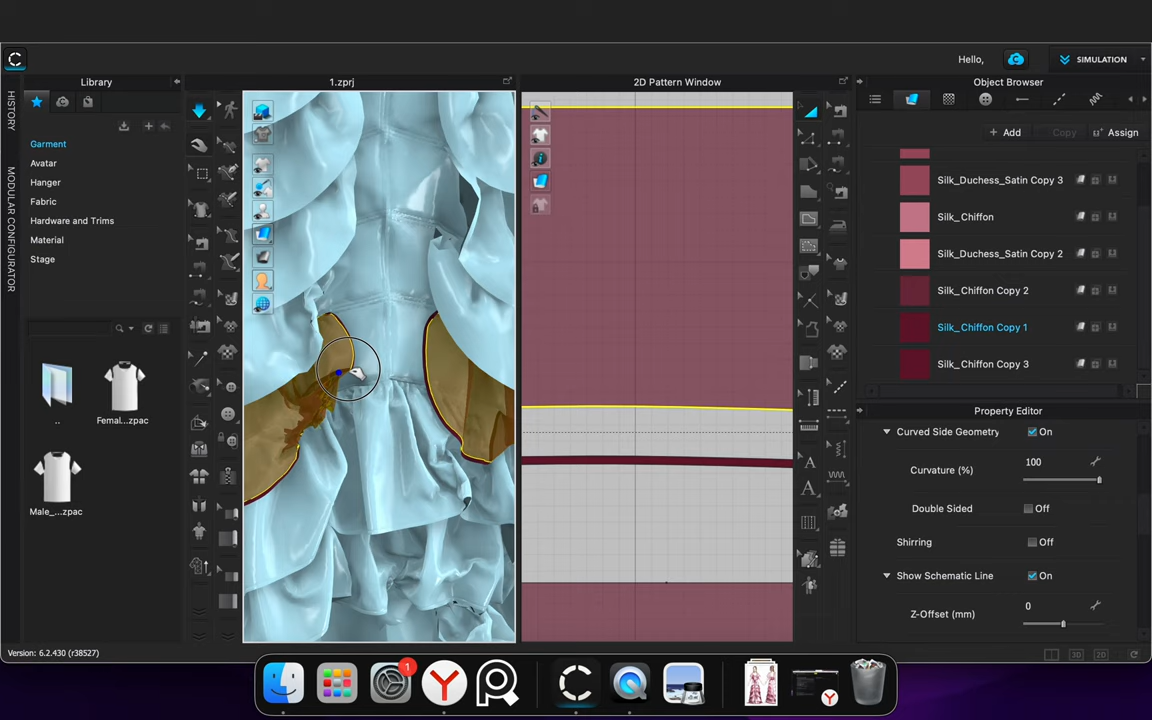 Hello,
SIMULATION
Library
1.zprj
2D Pattern Window
Object Browser
HISTORY
MODULAR CONFIGURATOR
Garment
Avatar
Hanger
Fabric
Hardware and Trims
Material
Stage
..
Femal...zpac
Male_...zpac
Add
Copy
Assign
Silk_Duchess_Satin Copy 3
Silk_Chiffon
Silk_Duchess_Satin Copy 2
Silk_Chiffon Copy 2
Silk_Chiffon Copy 1
Silk_Chiffon Copy 3
Property Editor
Curved Side Geometry
On
Curvature (%)
100
Double Sided
Off
Shirring
Off
Show Schematic Line
On
Z-Offset (mm)
0
Version: 6.2.430 (r38527)
3D
2D
1